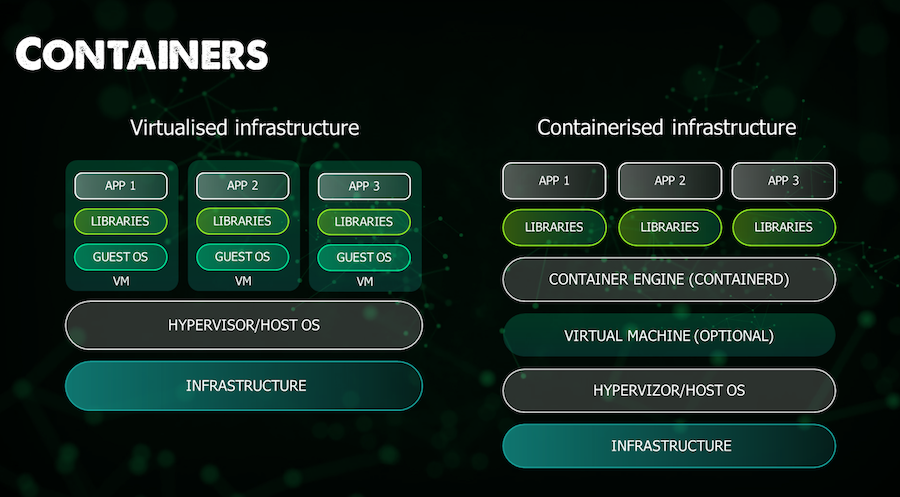 CONTAINERS
Virtualised infrastructure
APP 1
LIBRARIES
GUEST OS
VM
APP 2
LIBRARIES
GUEST OS
VM
APP 3
LIBRARIES
GUEST OS
VM
HYPERVISOR/HOST OS
INFRASTRUCTURE
Containerised infrastructure
APP 1
LIBRARIES
APP 2
LIBRARIES
APP 3
LIBRARIES
CONTAINER ENGINE (CONTAINERD)
VIRTUAL MACHINE (OPTIONAL)
HYPERVIZOR/HOST OS
INFRASTRUCTURE